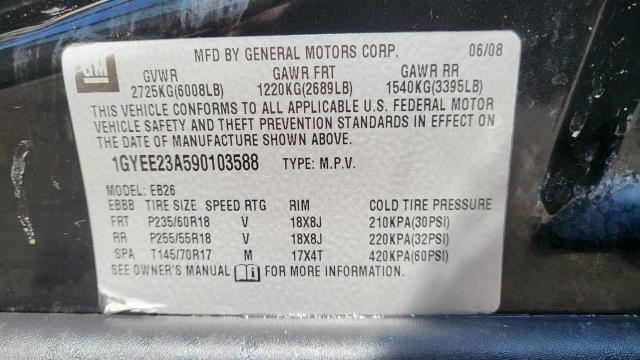 GM
MFD BY GENERAL MOTORS CORP. 06/08
GVWR GAWR FRT GAWR RR
2725KG(6008LB) 1220KG(2689LB) 1540KG(3395LB)
THIS VEHICLE CONFORMS TO ALL APPLICABLE U.S. FEDERAL MOTOR
VEHICLE SAFETY AND THEFT PREVENTION STANDARDS IN EFFECT ON
THE DATE OF MANUFACTURE SHOWN ABOVE.
1GYEE23A590103588 TYPE: M.P.V.
MODEL: EB26
EBBB TIRE SIZE SPEED RTG RIM COLD TIRE PRESSURE
FRT P235/60R18 V 18X8J 210KPA(30PSI)
RR P255/55R18 V 18X8J 220KPA(32PSI)
SPA T145/70R17 M 17X4T 420KPA(60PSI)
SEE OWNER'S MANUAL FOR MORE INFORMATION.